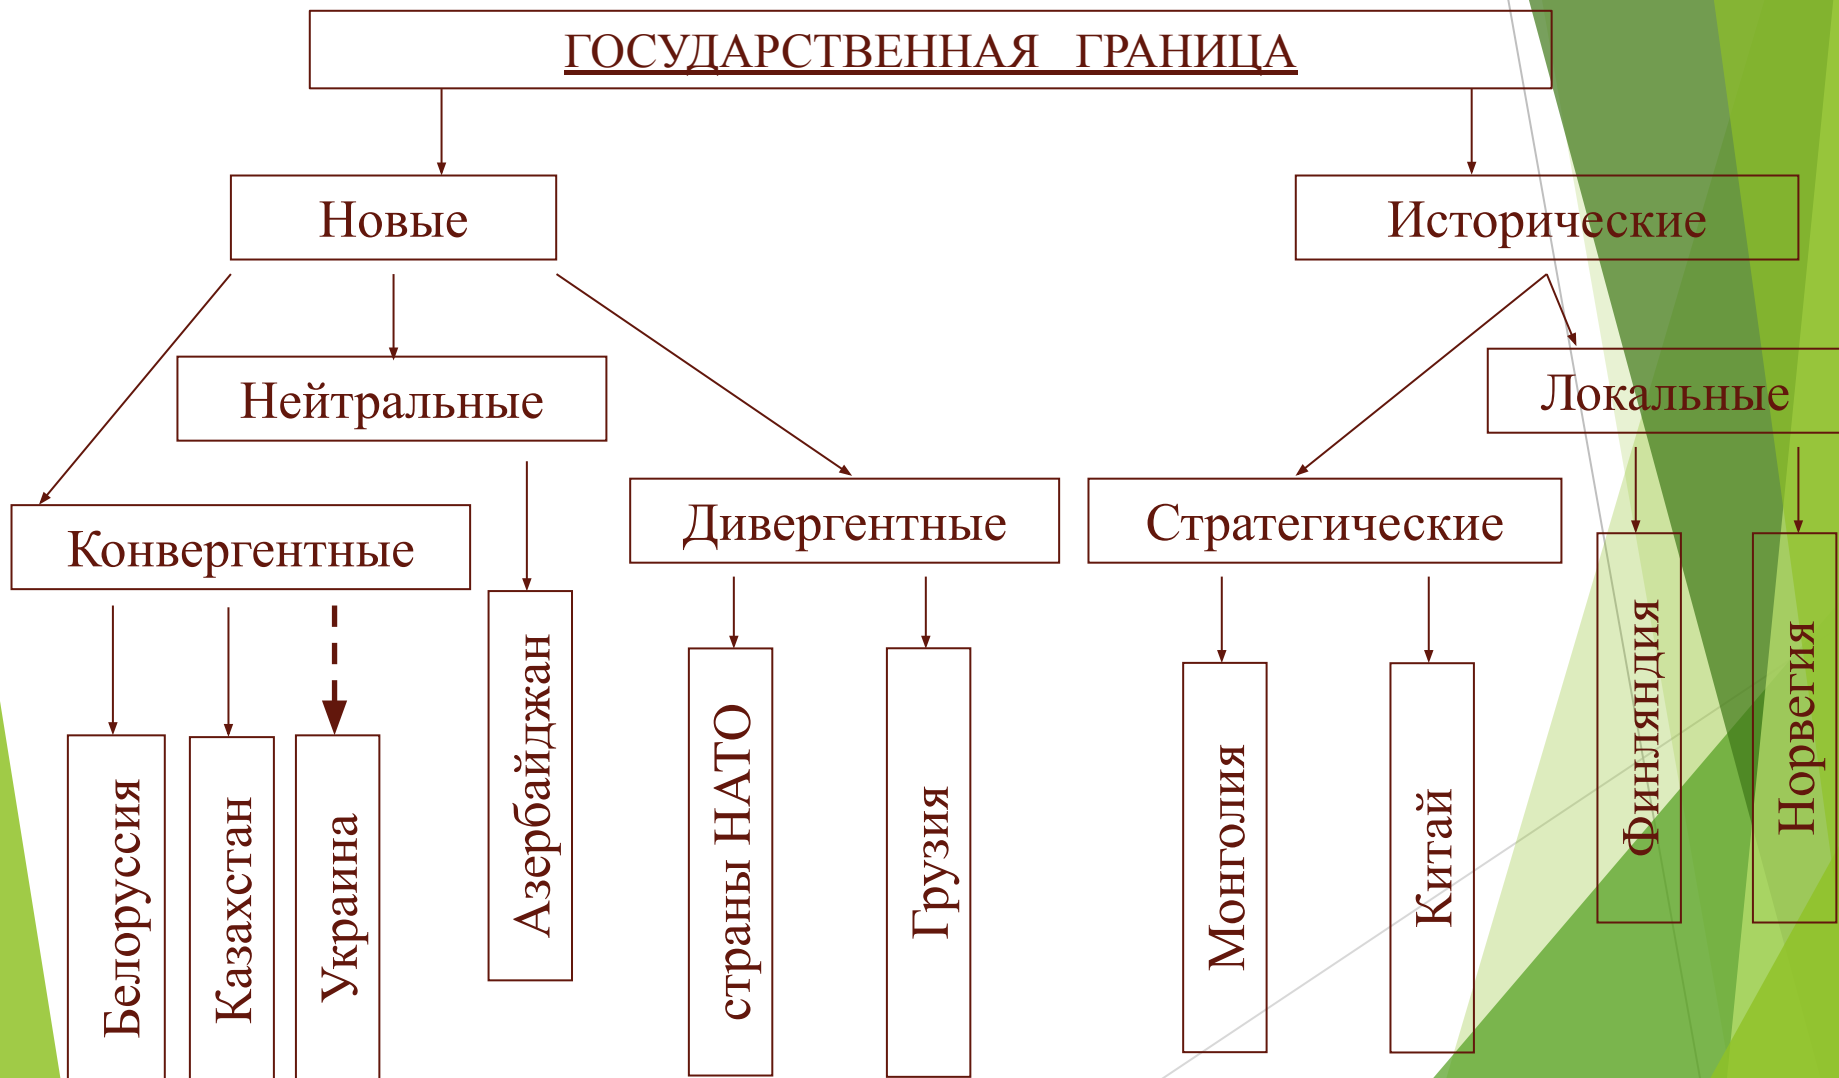 ГОСУДАРСТВЕННАЯ ГРАНИЦА
Новые
Исторические
Нейтральные
Локальные
Конвергентные
Дивергентные
Стратегические
Белоруссия
Казахстан
Украина
Азербайджан
страны НАТО
Грузия
Монголия
Китай
Финляндия
Норвегия